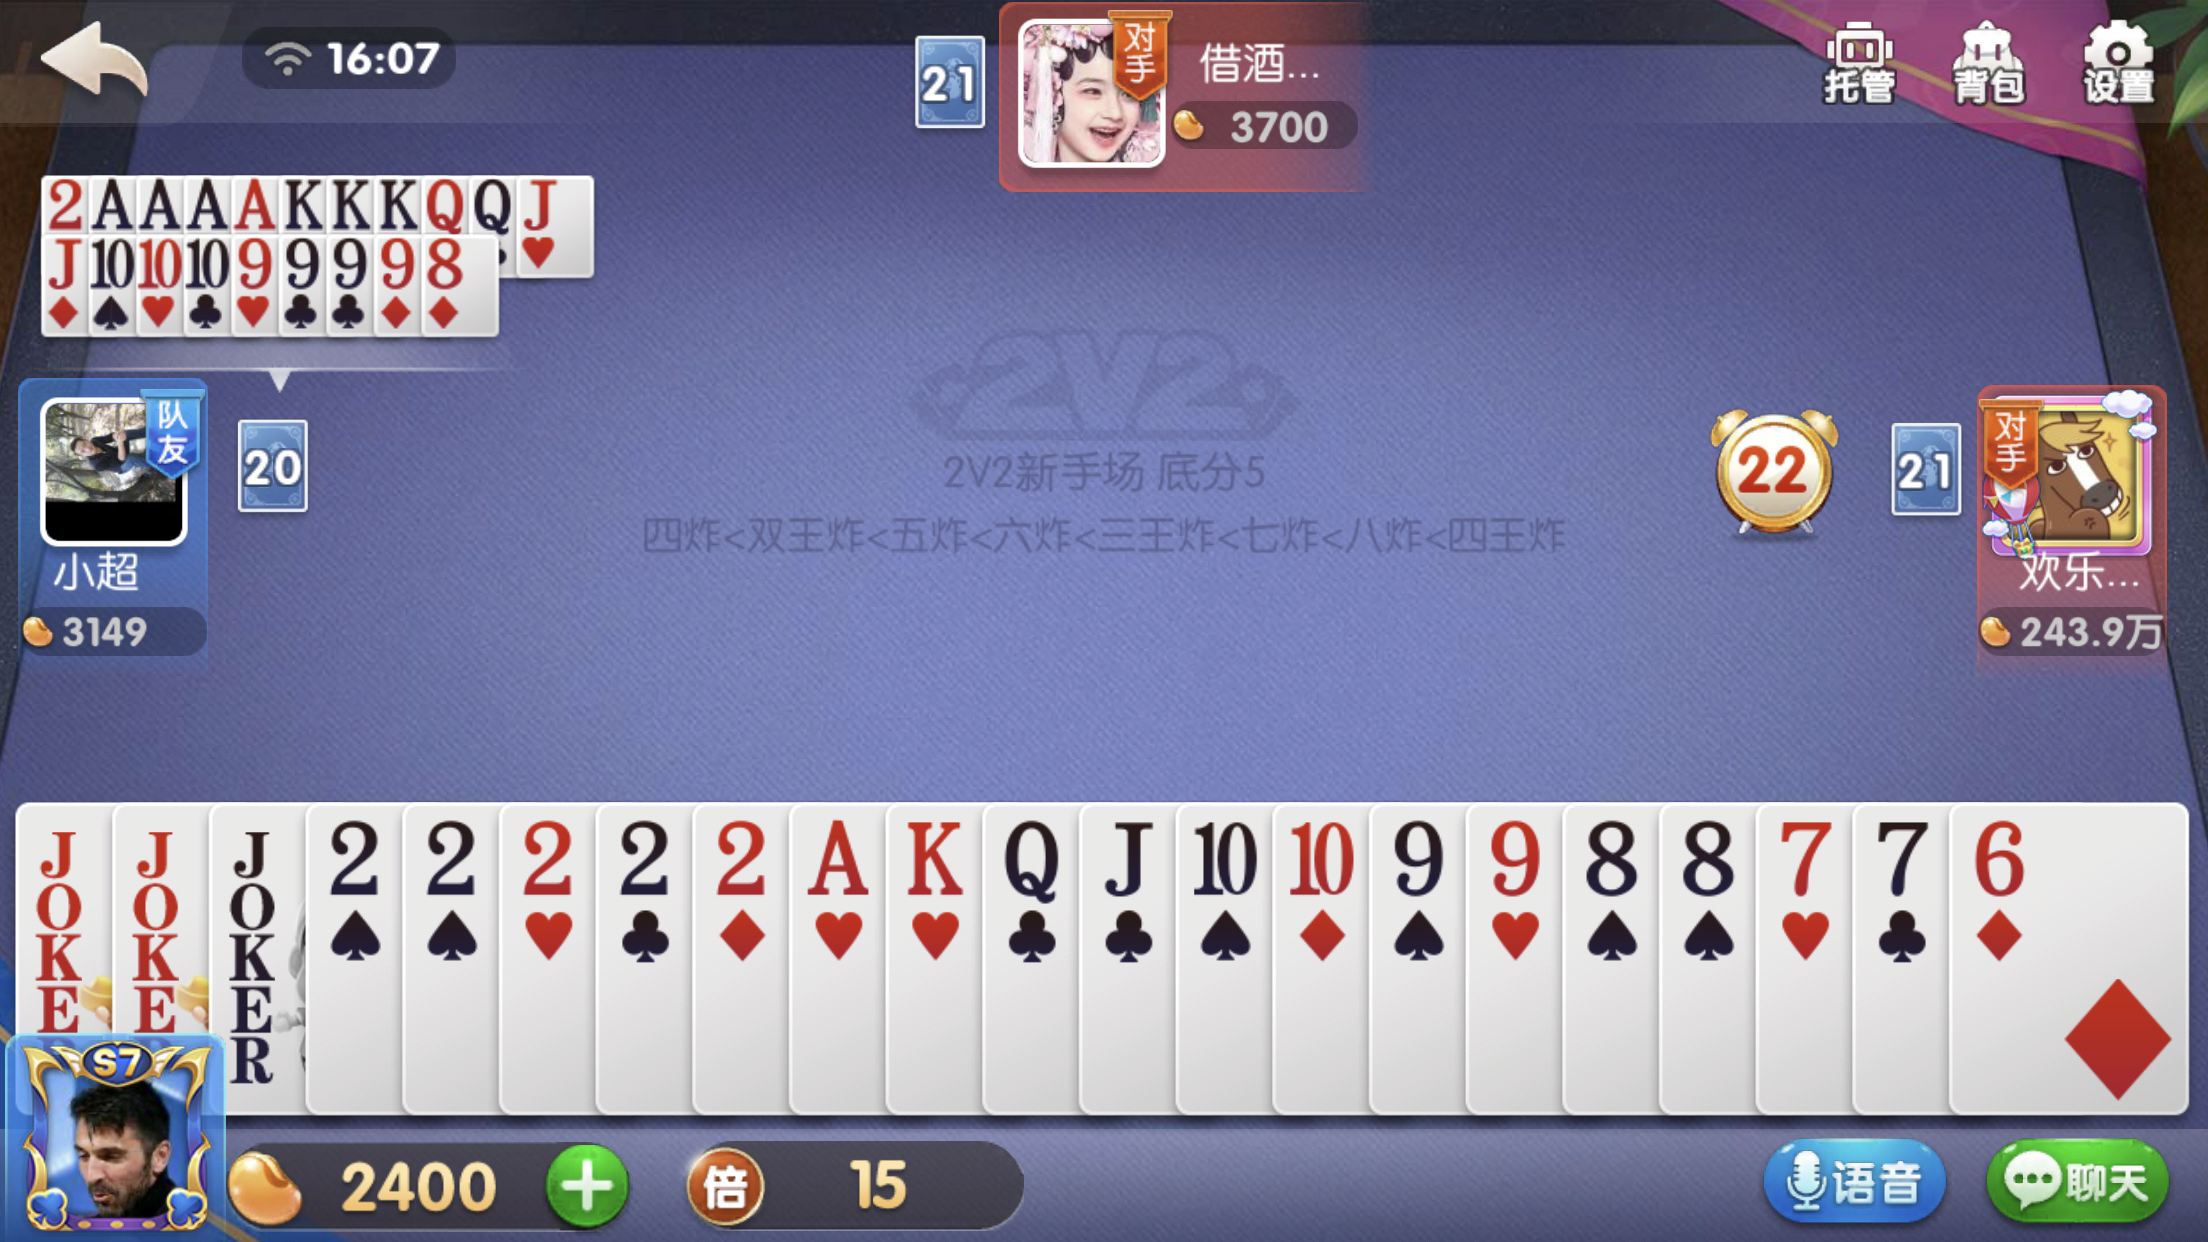 16:07
21
对手
借酒...
3700
托管
背包
设置
2 A A A A K K K Q Q J
J 10 10 10 9 9 9 9 8
队友
20
小超
3149
2V2
2V2新手场 底分5
四炸<双王炸<五炸<六炸<三王炸<七炸<八炸<四王炸
22
21
对手
欢乐...
243.9万
JOKE JOKE JOKER 2 2 2 2 2 A K Q J 10 10 9 9 8 8 7 7 6
S7
2400
倍
15
语音
聊天